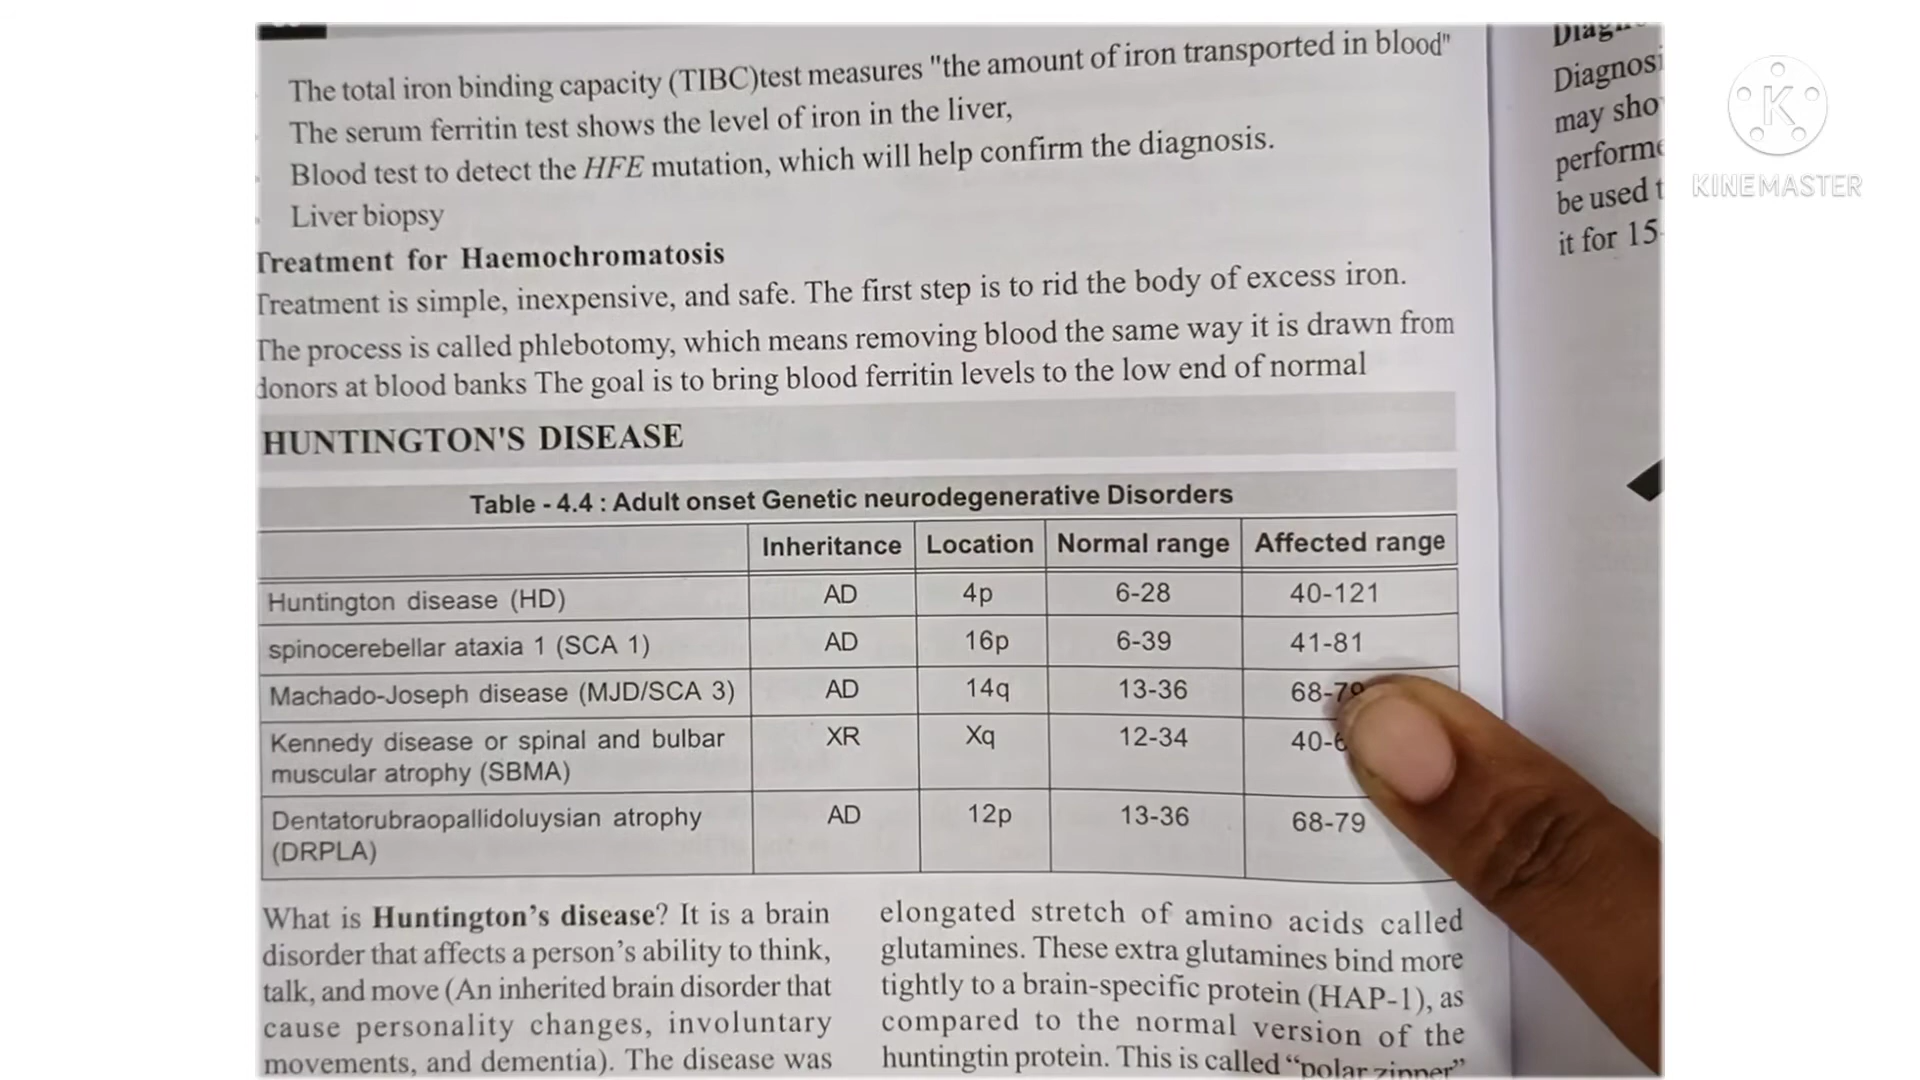 The total iron binding capacity (TIBC)test measures "the amount of iron transported in blood"
The serum ferritin test shows the level of iron in the liver,
Blood test to detect the HFE mutation, which will help confirm the diagnosis.
Liver biopsy
Treatment for Haemochromatosis
Treatment is simple, inexpensive, and safe. The first step is to rid the body of excess iron.
The process is called phlebotomy, which means removing blood the same way it is drawn from
donors at blood banks The goal is to bring blood ferritin levels to the low end of normal
HUNTINGTON'S DISEASE
Table - 4.4 : Adult onset Genetic neurodegenerative Disorders
Inheritance Location Normal range Affected range
Huntington disease (HD) AD 4p 6-28 40-121
spinocerebellar ataxia 1 (SCA 1) AD 16p 6-39 41-81
Machado-Joseph disease (MJD/SCA 3) AD 14q 13-36 68-79
Kennedy disease or spinal and bulbar XR Xq 12-34 40-
muscular atrophy (SBMA)
Dentatorubraopallidoluysian atrophy AD 12p 13-36 68-79
(DRPLA)
What is Huntington's disease? It is a brain
disorder that affects a person's ability to think,
talk, and move (An inherited brain disorder that
cause personality changes, involuntary
movements, and dementia). The disease was
elongated stretch of amino acids called
glutamines. These extra glutamines bind more
tightly to a brain-specific protein (HAP-1), as
compared to the normal version of the
huntingtin protein. This is called “polar zipper”
Diagnosi
may sho
performe
be used t
it for 15
K
KINEMASTER